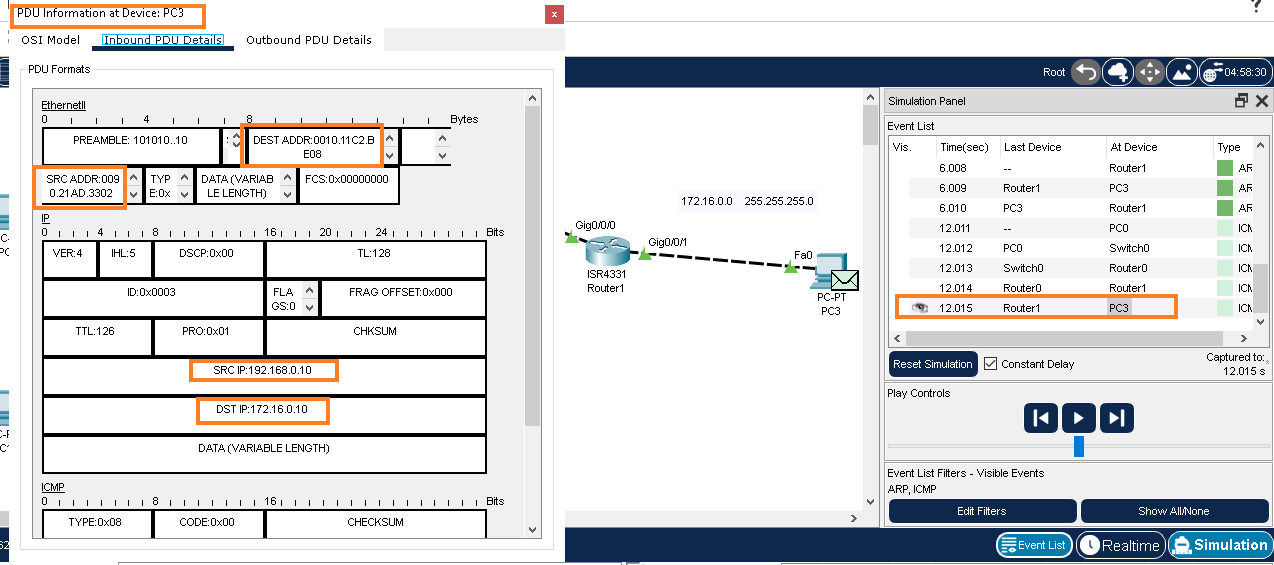 PDU Information at Device: PC3
OSI Model Inbound PDU Details Outbound PDU Details
PDU Formats
EthernetII
0 4 8 Bytes
PREAMBLE: 101010..10
DEST ADDR:0010.11C2.B
E08
SRC ADDR:009
0.21AD.3302
TYP
E:0x
DATA (VARIAB
LE LENGTH)
FCS:0x00000000
IP
0 4 8 12 16 20 24 Bits
VER:4 IHL:5 DSCP:0x00 TL:128
ID:0x0003
FLA
GS:0
FRAG OFFSET:0x000
TTL:126 PRO:0x01 CHKSUM
SRC IP:192.168.0.10
DST IP:172.16.0.10
DATA (VARIABLE LENGTH)
ICMP
0 8 16 Bits
TYPE:0x08 CODE:0x00 CHECKSUM
172.16.0.0 255.255.255.0
Gig0/0/0
Gig0/0/1
ISR4331
Router1
Fa0
PC-PT
PC3
?
Root 04:58:30
Simulation Panel
Event List
Vis. Time(sec) Last Device At Device Type
6.008 -- Router1 AR
6.009 Router1 PC3 AR
6.010 PC3 Router1 AR
12.011 -- PC0 ICM
12.012 PC0 Switch0 ICM
12.013 Switch0 Router0 ICM
12.014 Router0 Router1 ICM
12.015 Router1 PC3 ICM
Reset Simulation Constant Delay
Captured to:
12.015 s
Play Controls
Event List Filters - Visible Events
ARP, ICMP
Edit Filters Show All/None
Event List Realtime Simulation